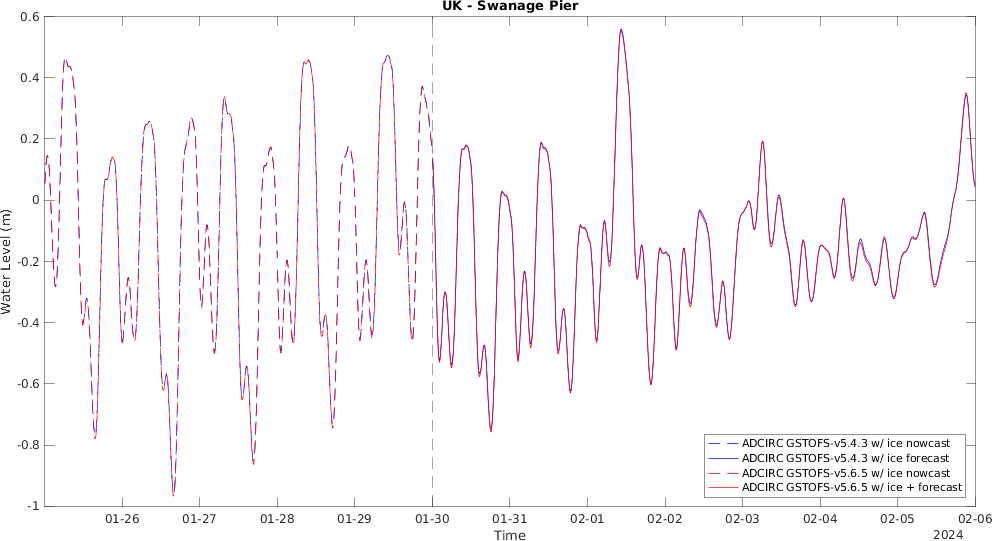 UK - Swanage Pier
0.6
0.4
0.2
0
-0.2
-0.4
-0.6
-0.8
-1
Water Level (m)
ADCIRC GSTOFS-v5.4.3 w/ ice nowcast
ADCIRC GSTOFS-v5.4.3 w/ ice forecast
ADCIRC GSTOFS-v5.6.5 w/ ice nowcast
ADCIRC GSTOFS-v5.6.5 w/ ice + forecast
01-26 01-27 01-28 01-29 01-30 01-31 02-01 02-02 02-03 02-04 02-05 02-06
Time
2024